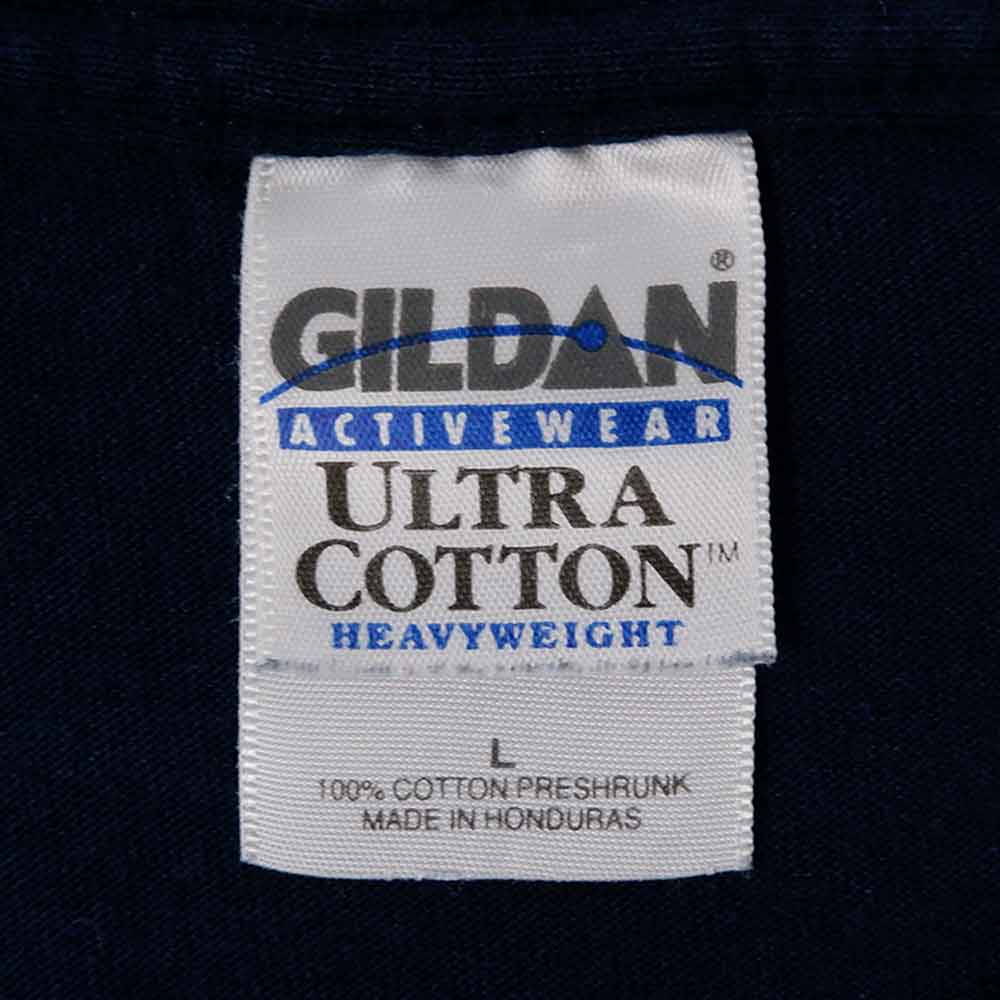 ®
GILDAN
ACTIVEWEAR
ULTRA
COTTON™
HEAVYWEIGHT
L
100% COTTON PRESHRUNK
MADE IN HONDURAS